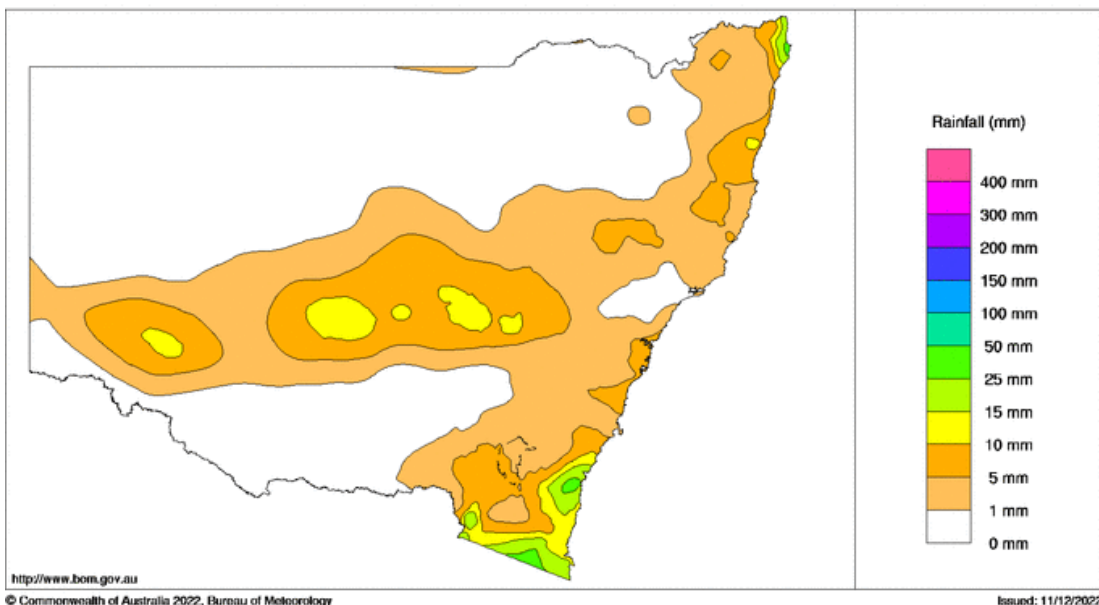 Rainfall (mm)
400 mm
300 mm
200 mm
150 mm
100 mm
50 mm
25 mm
15 mm
10 mm
5 mm
1 mm
0 mm
http://www.bom.gov.au
© Commonwealth of Australia 2022, Bureau of Meteorology
Issued: 11/12/2022